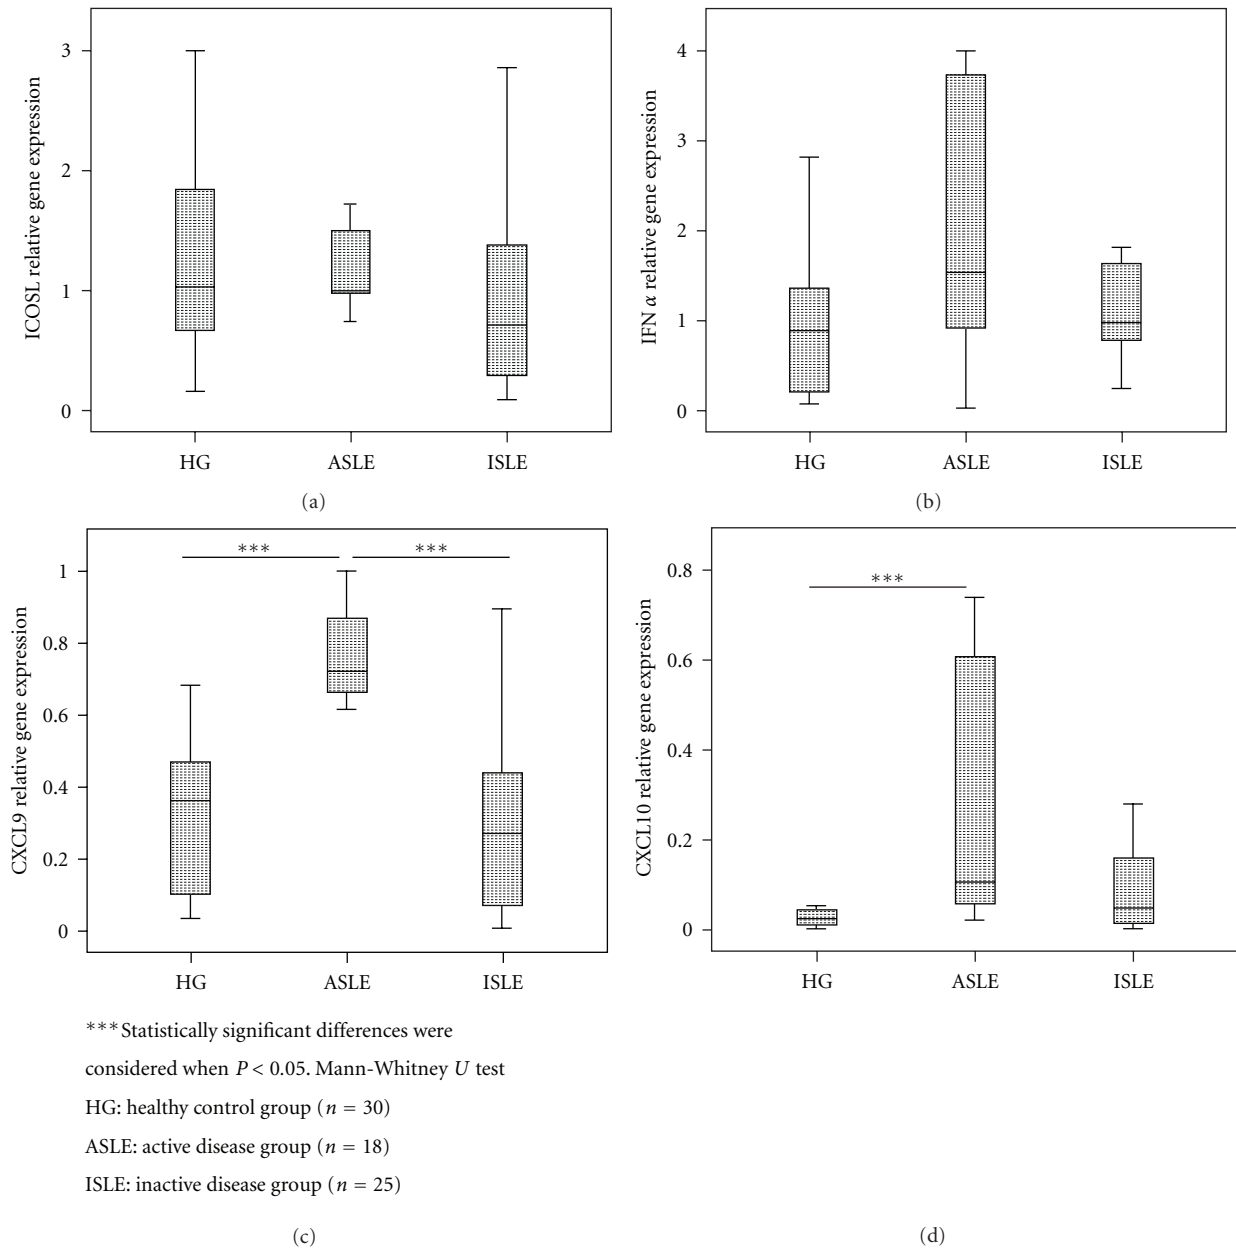 ICOSL relative gene expression
3
2
1
0
HG ASLE ISLE
(a)
IFN α relative gene expression
4
3
2
1
0
HG ASLE ISLE
(b)
CXCL9 relative gene expression
*** ***
1
0.8
0.6
0.4
0.2
0
HG ASLE ISLE
***Statistically significant differences were
considered when P < 0.05. Mann-Whitney U test
HG: healthy control group (n = 30)
ASLE: active disease group (n = 18)
ISLE: inactive disease group (n = 25)
(c)
CXCL10 relative gene expression
***
0.8
0.6
0.4
0.2
0
HG ASLE ISLE
(d)